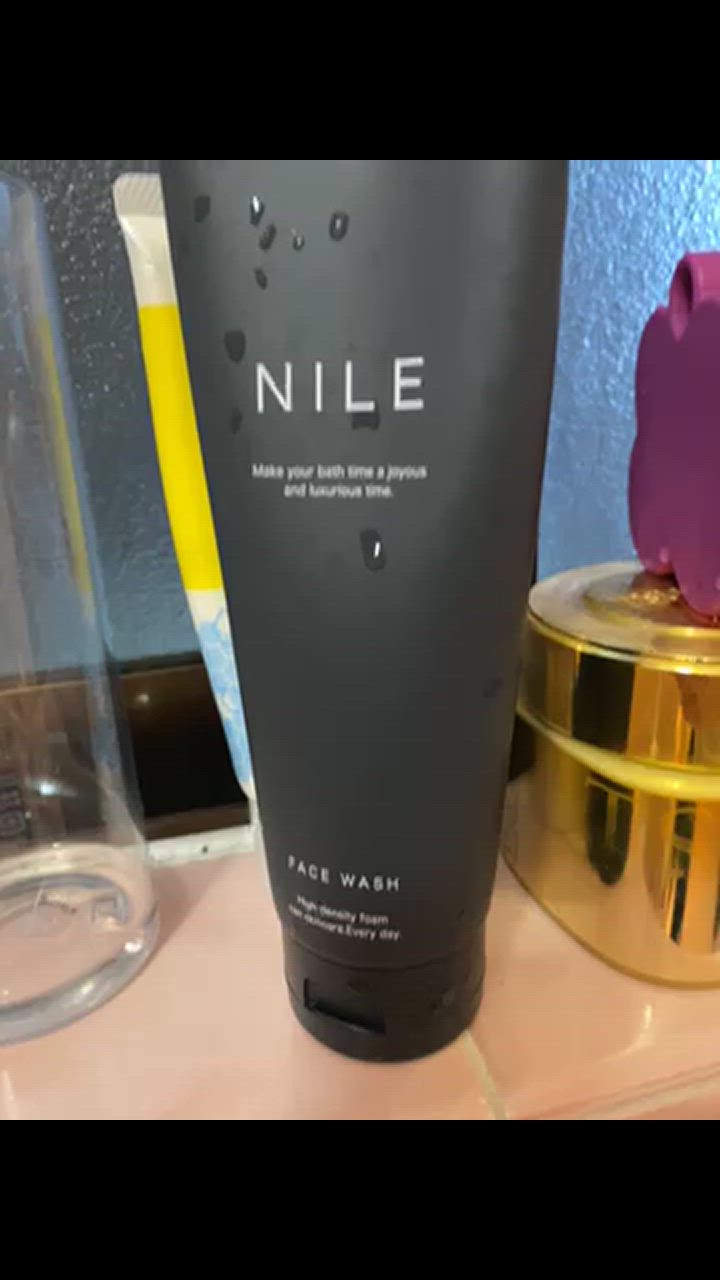 NILE
Make your bath time a joyous
and luxurious time.
FACE WASH
High density foam
skincare.Every day.